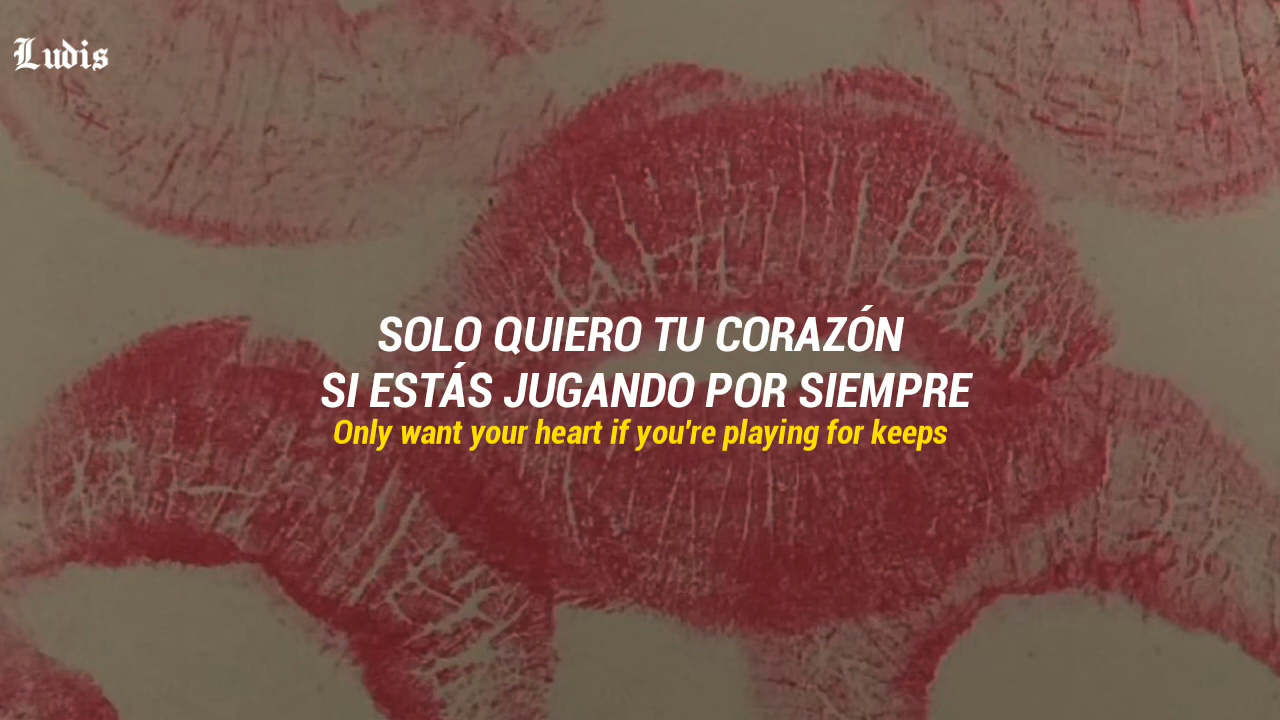 Ludis
SOLO QUIERO TU CORAZÓN
SI ESTÁS JUGANDO POR SIEMPRE
Only want your heart if you're playing for keeps